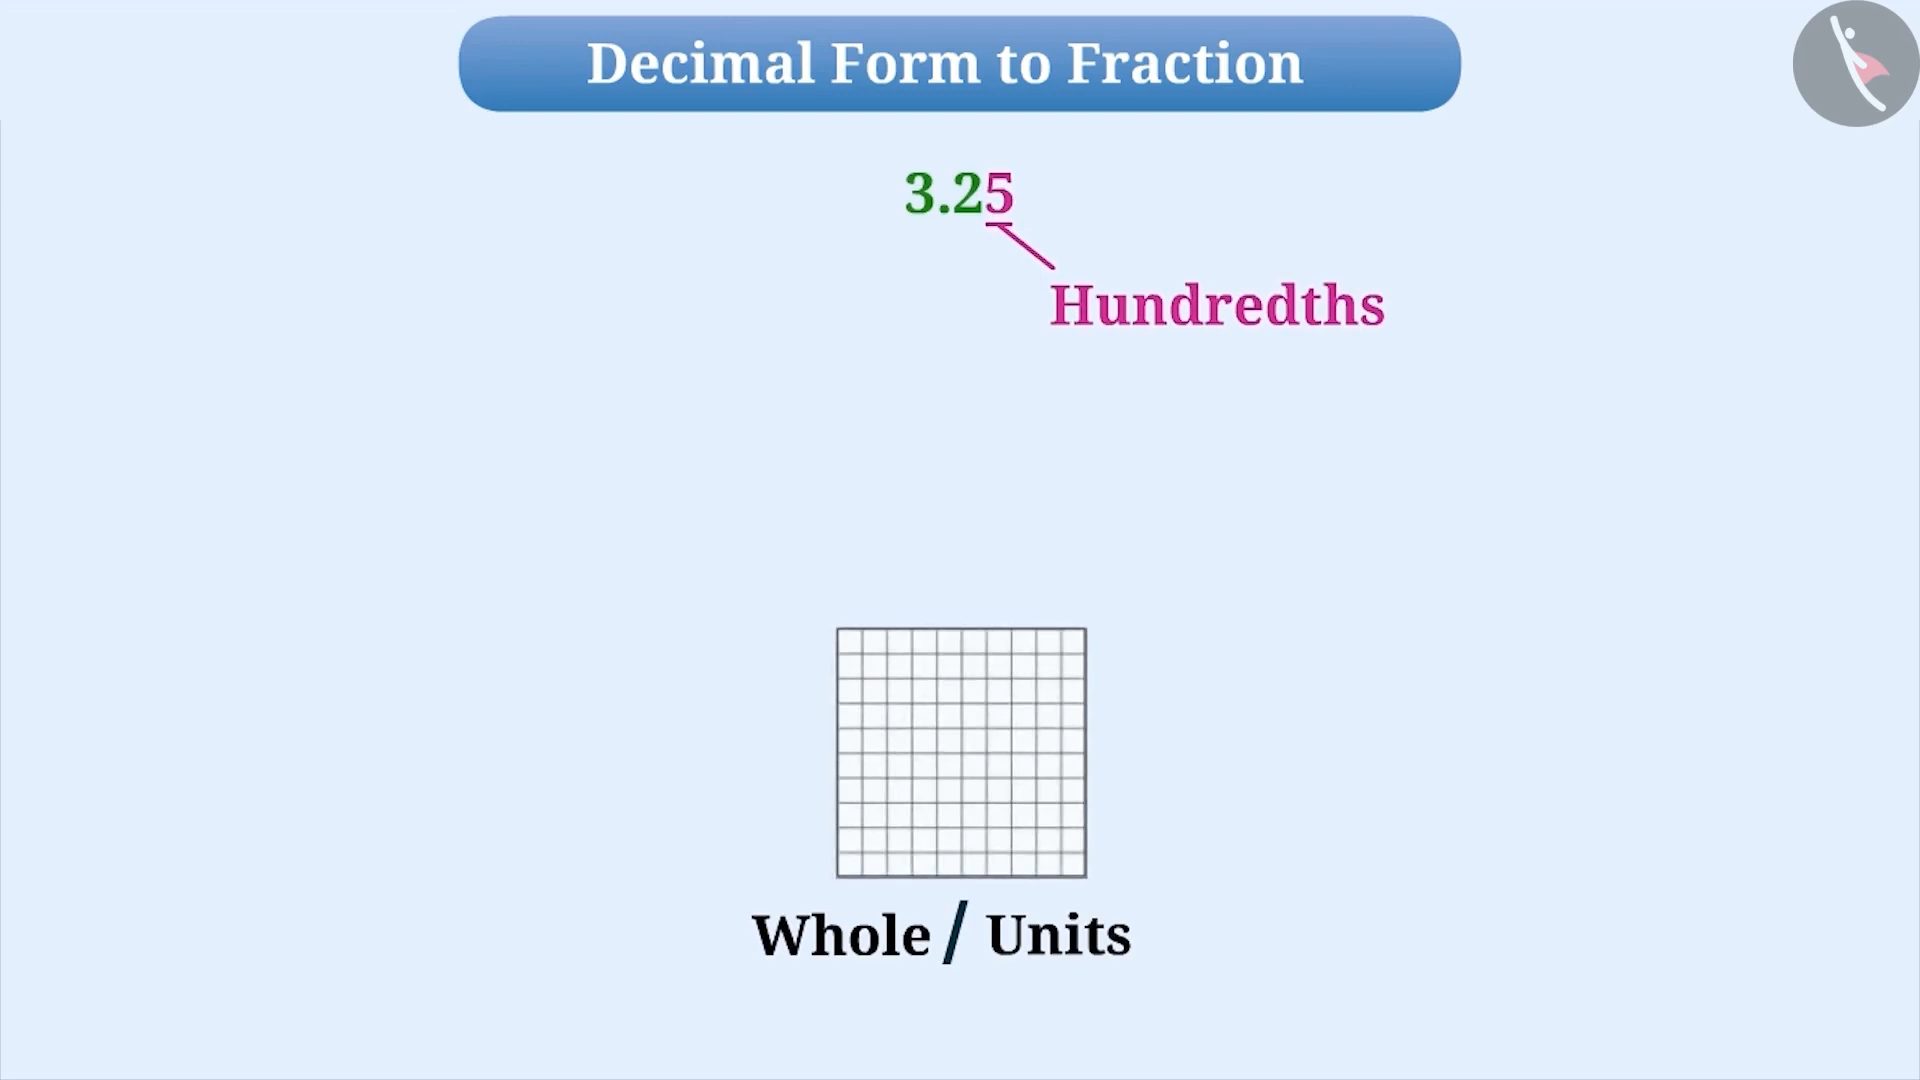 Decimal Form to Fraction
3.25
Hundredths
Whole / Units